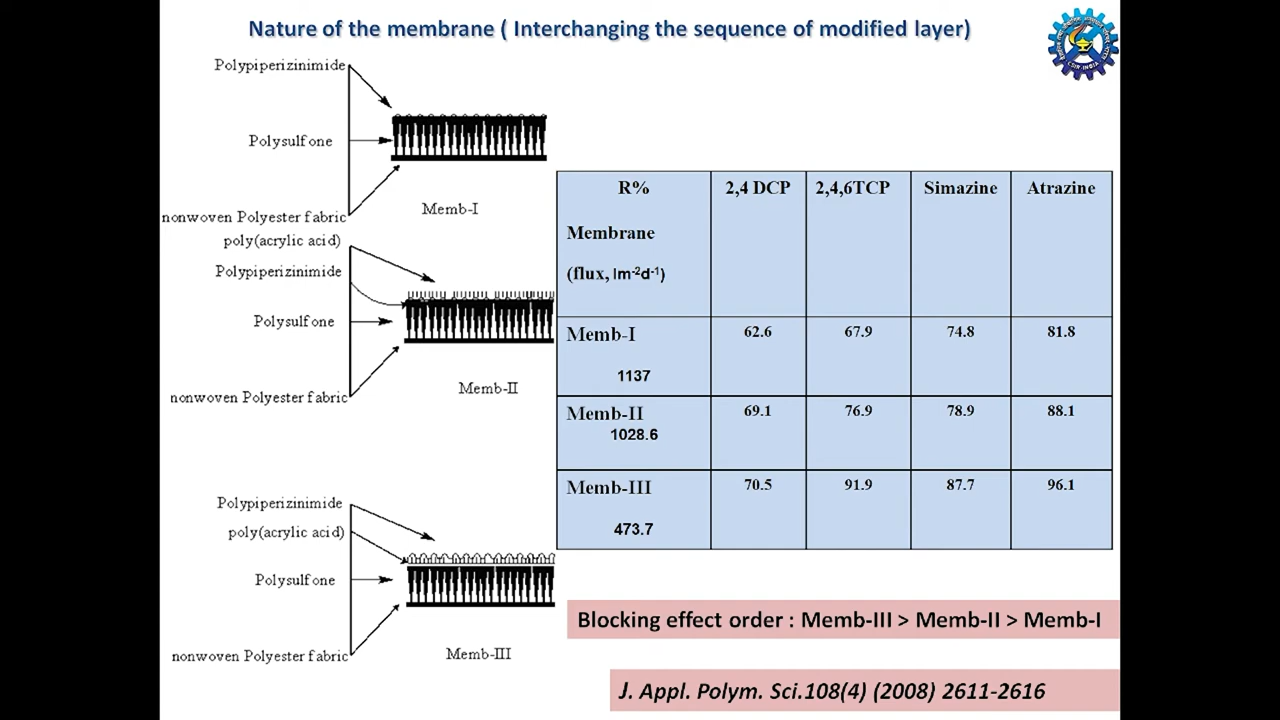 Nature of the membrane ( Interchanging the sequence of modified layer)
Polypiperizinimide
Polysulfone
nonwoven Polyester fabric
Memb-I
poly(acrylic acid)
Polypiperizinimide
Polysulfone
nonwoven Polyester fabric
Memb-II
Polypiperizinimide
poly(acrylic acid)
Polysulfone
nonwoven Polyester fabric
Memb-III
R% 2,4 DCP 2,4,6TCP Simazine Atrazine
Membrane
(flux, lm-2d-1)
Memb-I 62.6 67.9 74.8 81.8
1137
Memb-II 69.1 76.9 78.9 88.1
1028.6
Memb-III 70.5 91.9 87.7 96.1
473.7
Blocking effect order : Memb-III > Memb-II > Memb-I
J. Appl. Polym. Sci.108(4) (2008) 2611-2616